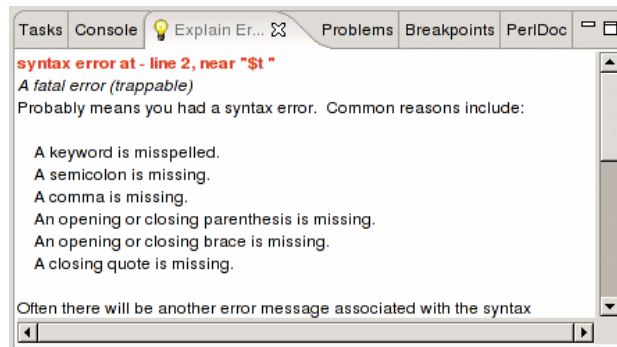 Tasks Console Explain Er... Problems Breakpoints PerlDoc
syntax error at - line 2, near "$t "
A fatal error (trappable)
Probably means you had a syntax error.  Common reasons include:
A keyword is misspelled.
A semicolon is missing.
A comma is missing.
An opening or closing parenthesis is missing.
An opening or closing brace is missing.
A closing quote is missing.
Often there will be another error message associated with the syntax